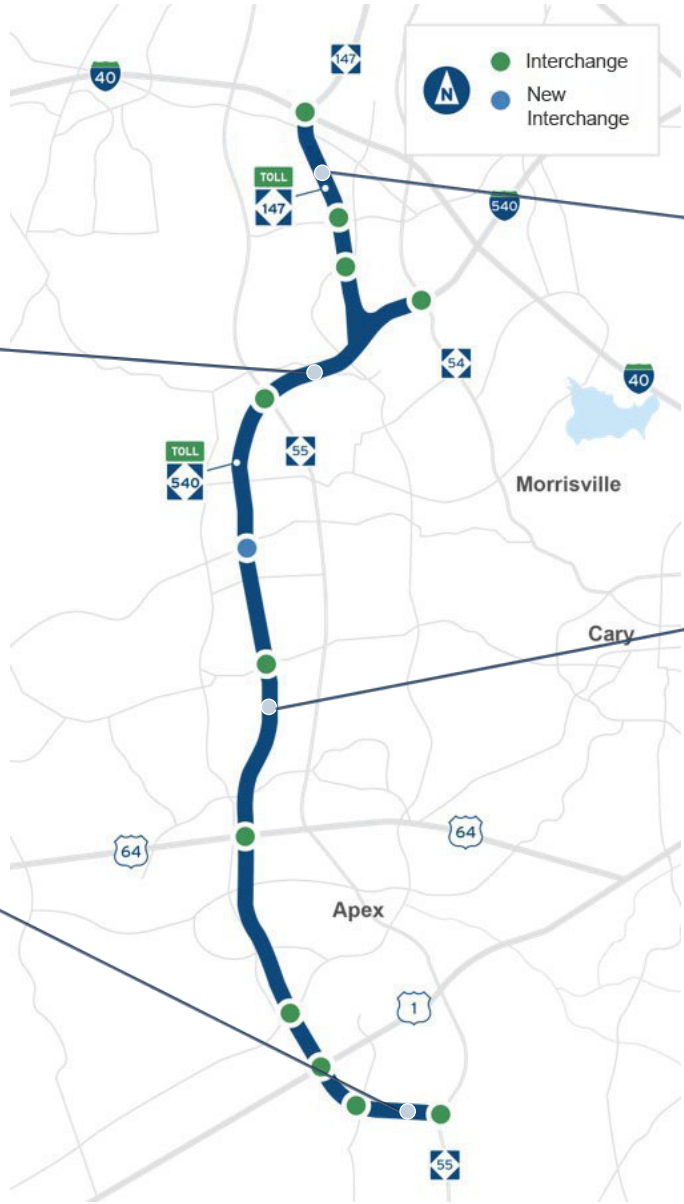 147
40
N
Interchange
New
Interchange
TOLL
147
540
54
40
TOLL
540
55
Morrisville
Cary
64
64
Apex
1
55